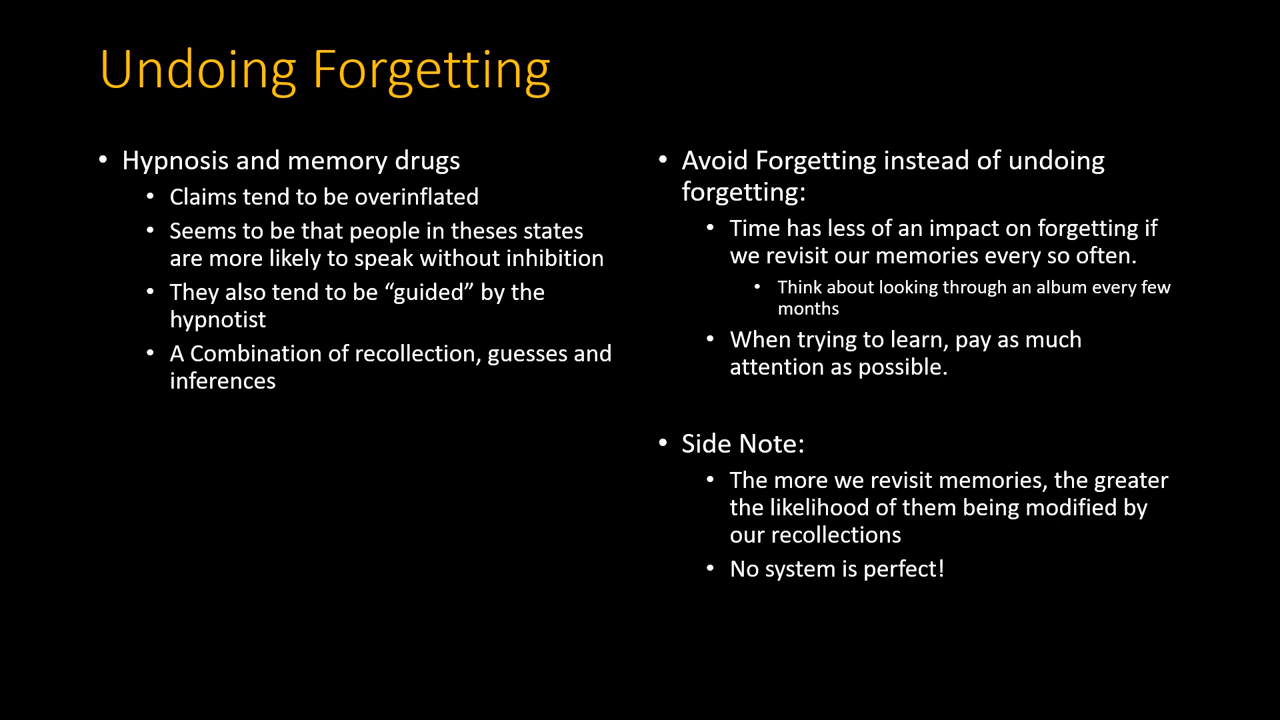 Undoing Forgetting
• Hypnosis and memory drugs
• Claims tend to be overinflated
• Seems to be that people in theses states
are more likely to speak without inhibition
• They also tend to be “guided” by the
hypnotist
• A Combination of recollection, guesses and
inferences
• Avoid Forgetting instead of undoing
forgetting:
• Time has less of an impact on forgetting if
we revisit our memories every so often.
• Think about looking through an album every few
months
• When trying to learn, pay as much
attention as possible.
• Side Note:
• The more we revisit memories, the greater
the likelihood of them being modified by
our recollections
• No system is perfect!